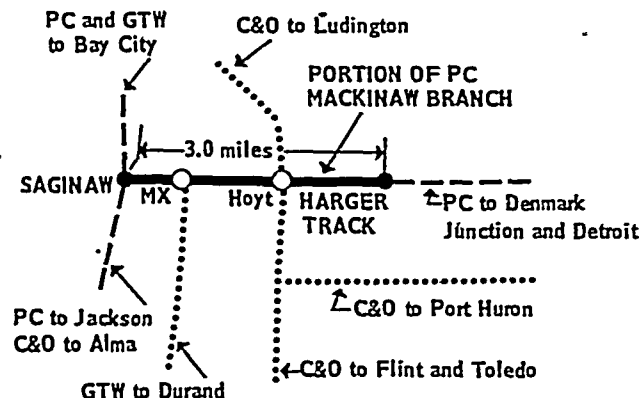 PC and GTW
to Bay City
C&O to Ludington
PORTION OF PC
MACKINAW BRANCH
3.0 miles
SAGINAW
MX
Hoyt
HARGER
TRACK
PC to Denmark
Junction and Detroit
PC to Jackson
C&O to Alma
C&O to Port Huron
GTW to Durand
C&O to Flint and Toledo